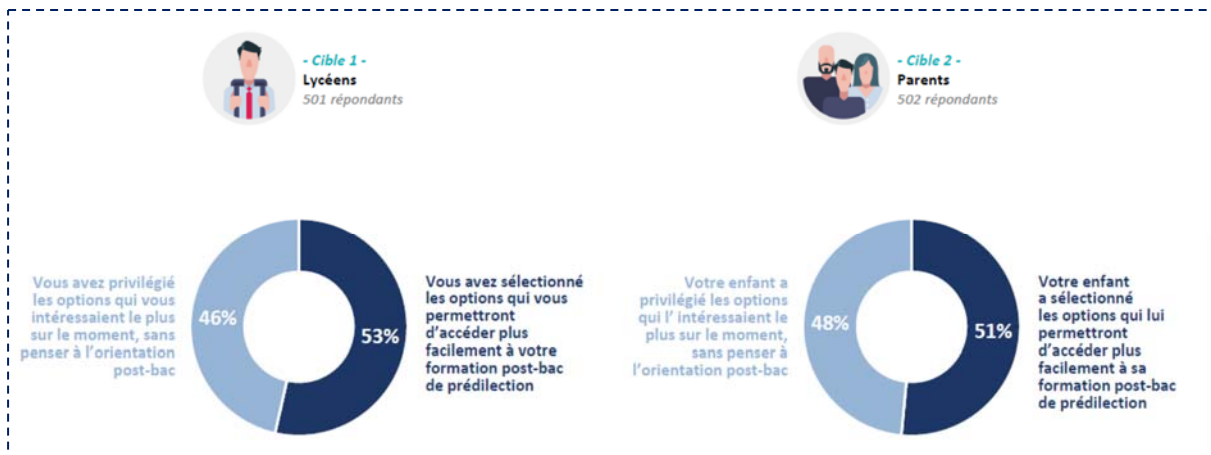 - Cible 1 -
Lycéens
501 répondants
- Cible 2 -
Parents
502 répondants
Vous avez privilégié
les options qui vous
intéressaient le plus
sur le moment, sans
penser à l'orientation
post-bac
46%
53%
Vous avez sélectionné
les options qui vous
permettront
d'accéder plus
facilement à votre
formation post-bac
de prédilection
Votre enfant a
privilégié les options
qui l' intéressaient le
plus sur le moment,
sans penser à
l'orientation post-bac
48%
51%
Votre enfant
a sélectionné
les options qui lui
permettront
d'accéder plus
facilement à sa
formation post-bac
de prédilection